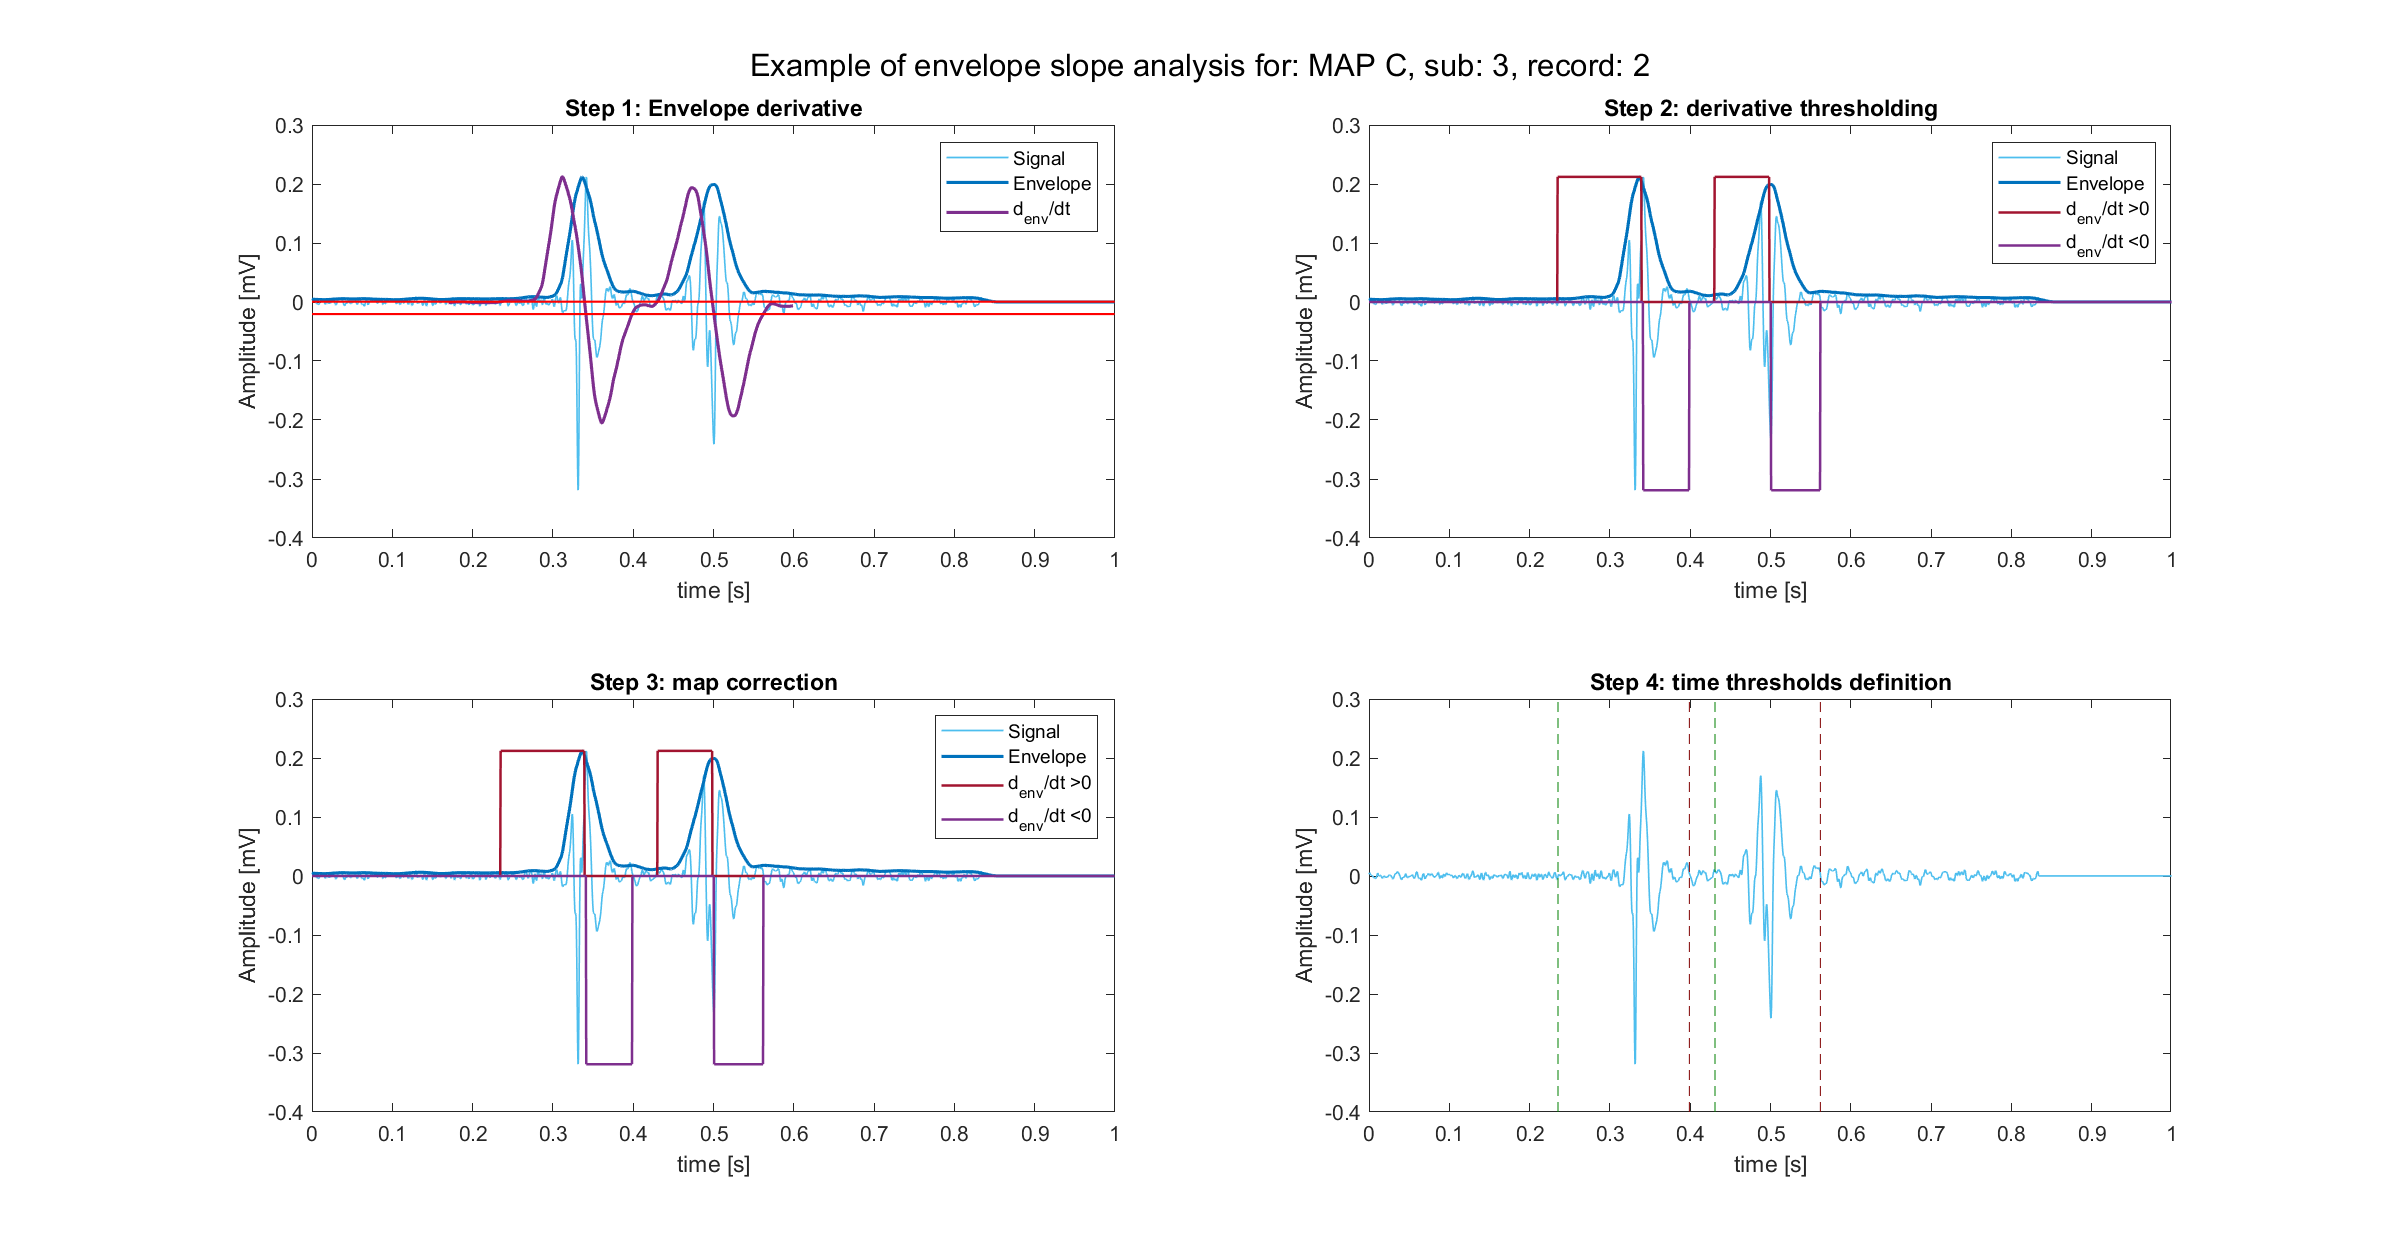 Example of envelope slope analysis for: MAP C, sub: 3, record: 2
Step 1: Envelope derivative
0.3
0.2
0.1
0
-0.1
-0.2
-0.3
-0.4
Amplitude [mV]
0 0.1 0.2 0.3 0.4 0.5 0.6 0.7 0.8 0.9 1
time [s]
Signal
Envelope
d_env/dt
Step 2: derivative thresholding
0.3
0.2
0.1
0
-0.1
-0.2
-0.3
-0.4
Amplitude [mV]
0 0.1 0.2 0.3 0.4 0.5 0.6 0.7 0.8 0.9 1
time [s]
Signal
Envelope
d_env/dt >0
d_env/dt <0
Step 3: map correction
0.3
0.2
0.1
0
-0.1
-0.2
-0.3
-0.4
Amplitude [mV]
0 0.1 0.2 0.3 0.4 0.5 0.6 0.7 0.8 0.9 1
time [s]
Signal
Envelope
d_env/dt >0
d_env/dt <0
Step 4: time thresholds definition
0.3
0.2
0.1
0
-0.1
-0.2
-0.3
-0.4
Amplitude [mV]
0 0.1 0.2 0.3 0.4 0.5 0.6 0.7 0.8 0.9 1
time [s]